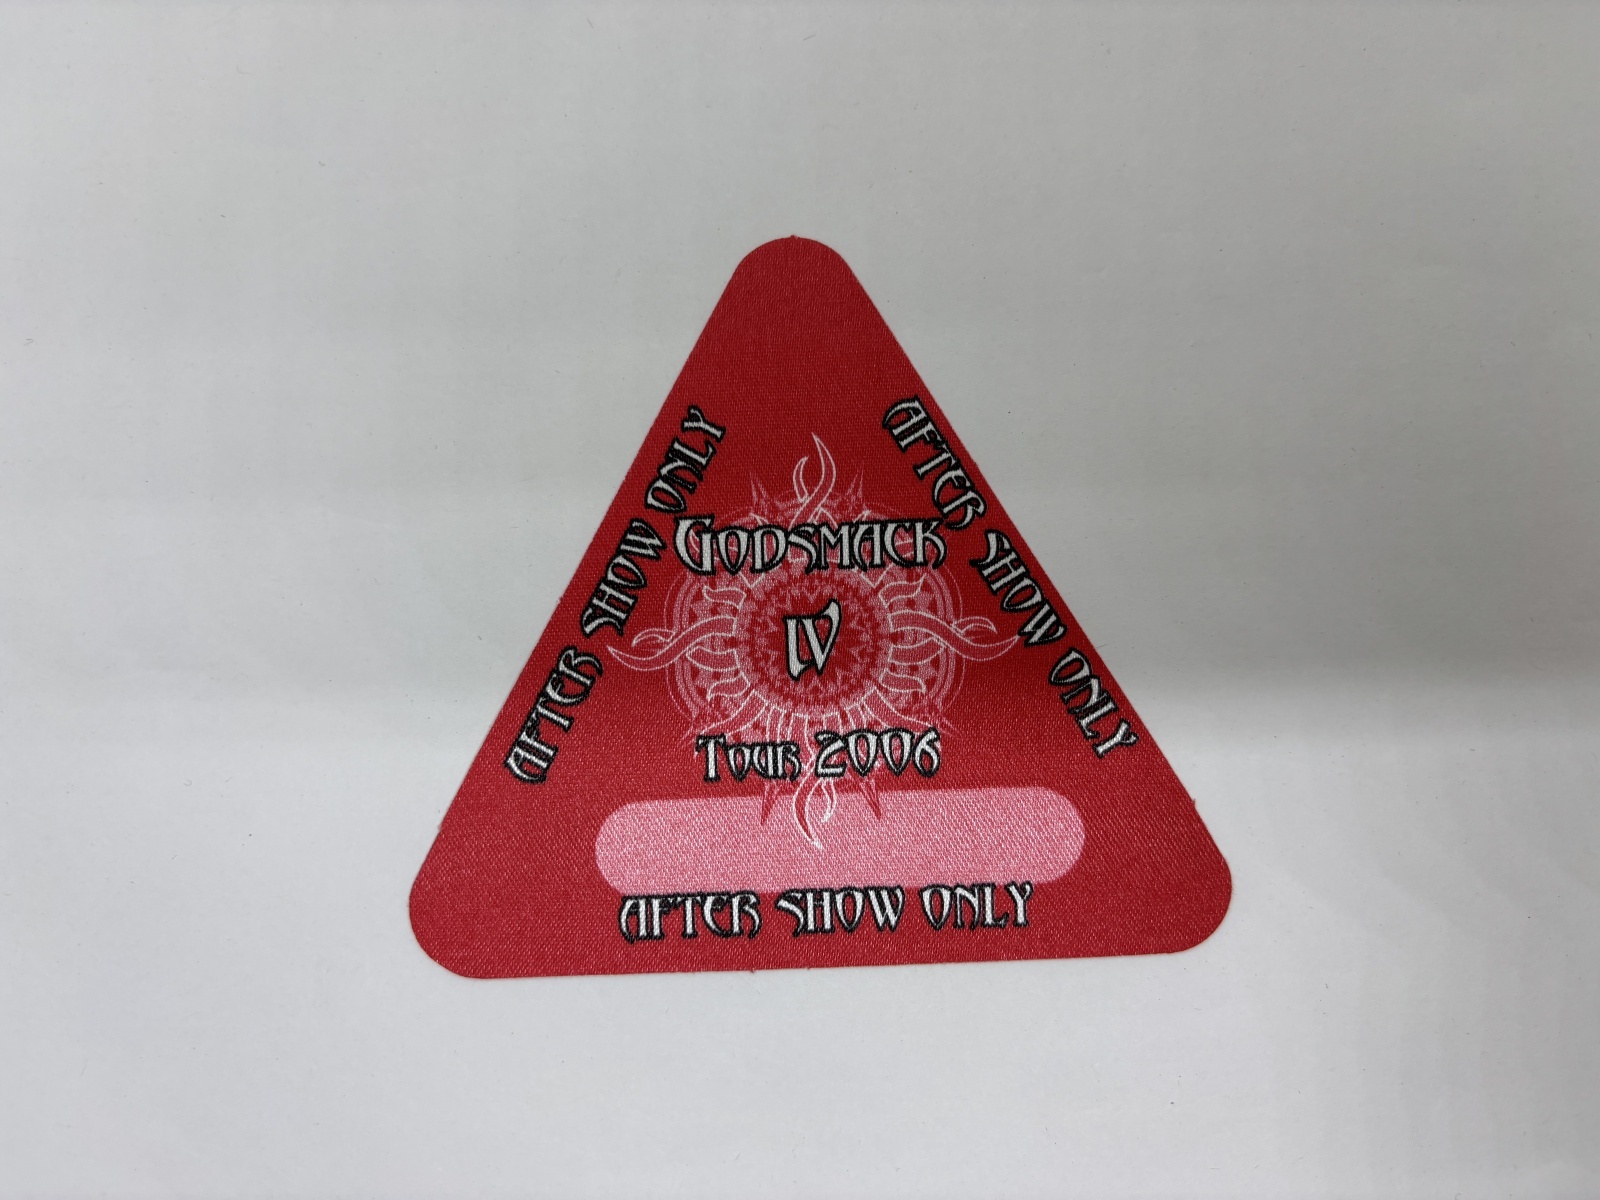 AFTER SHOW ONLY
AFTER SHOW ONLY
GODSMACK
IV
TOUR 2006
AFTER SHOW ONLY